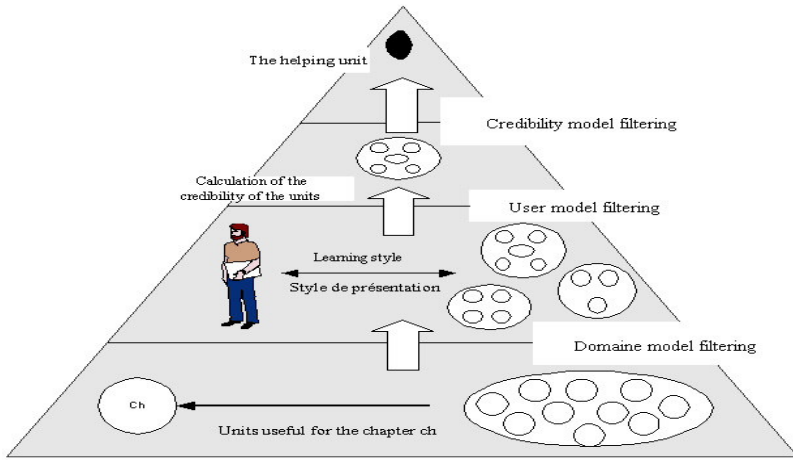 The helping unit
Credibility model filtering
Calculation of the
credibility of the units
User model filtering
Learning style
Style de présentation
Domaine model filtering
Ch
Units useful for the chapter ch